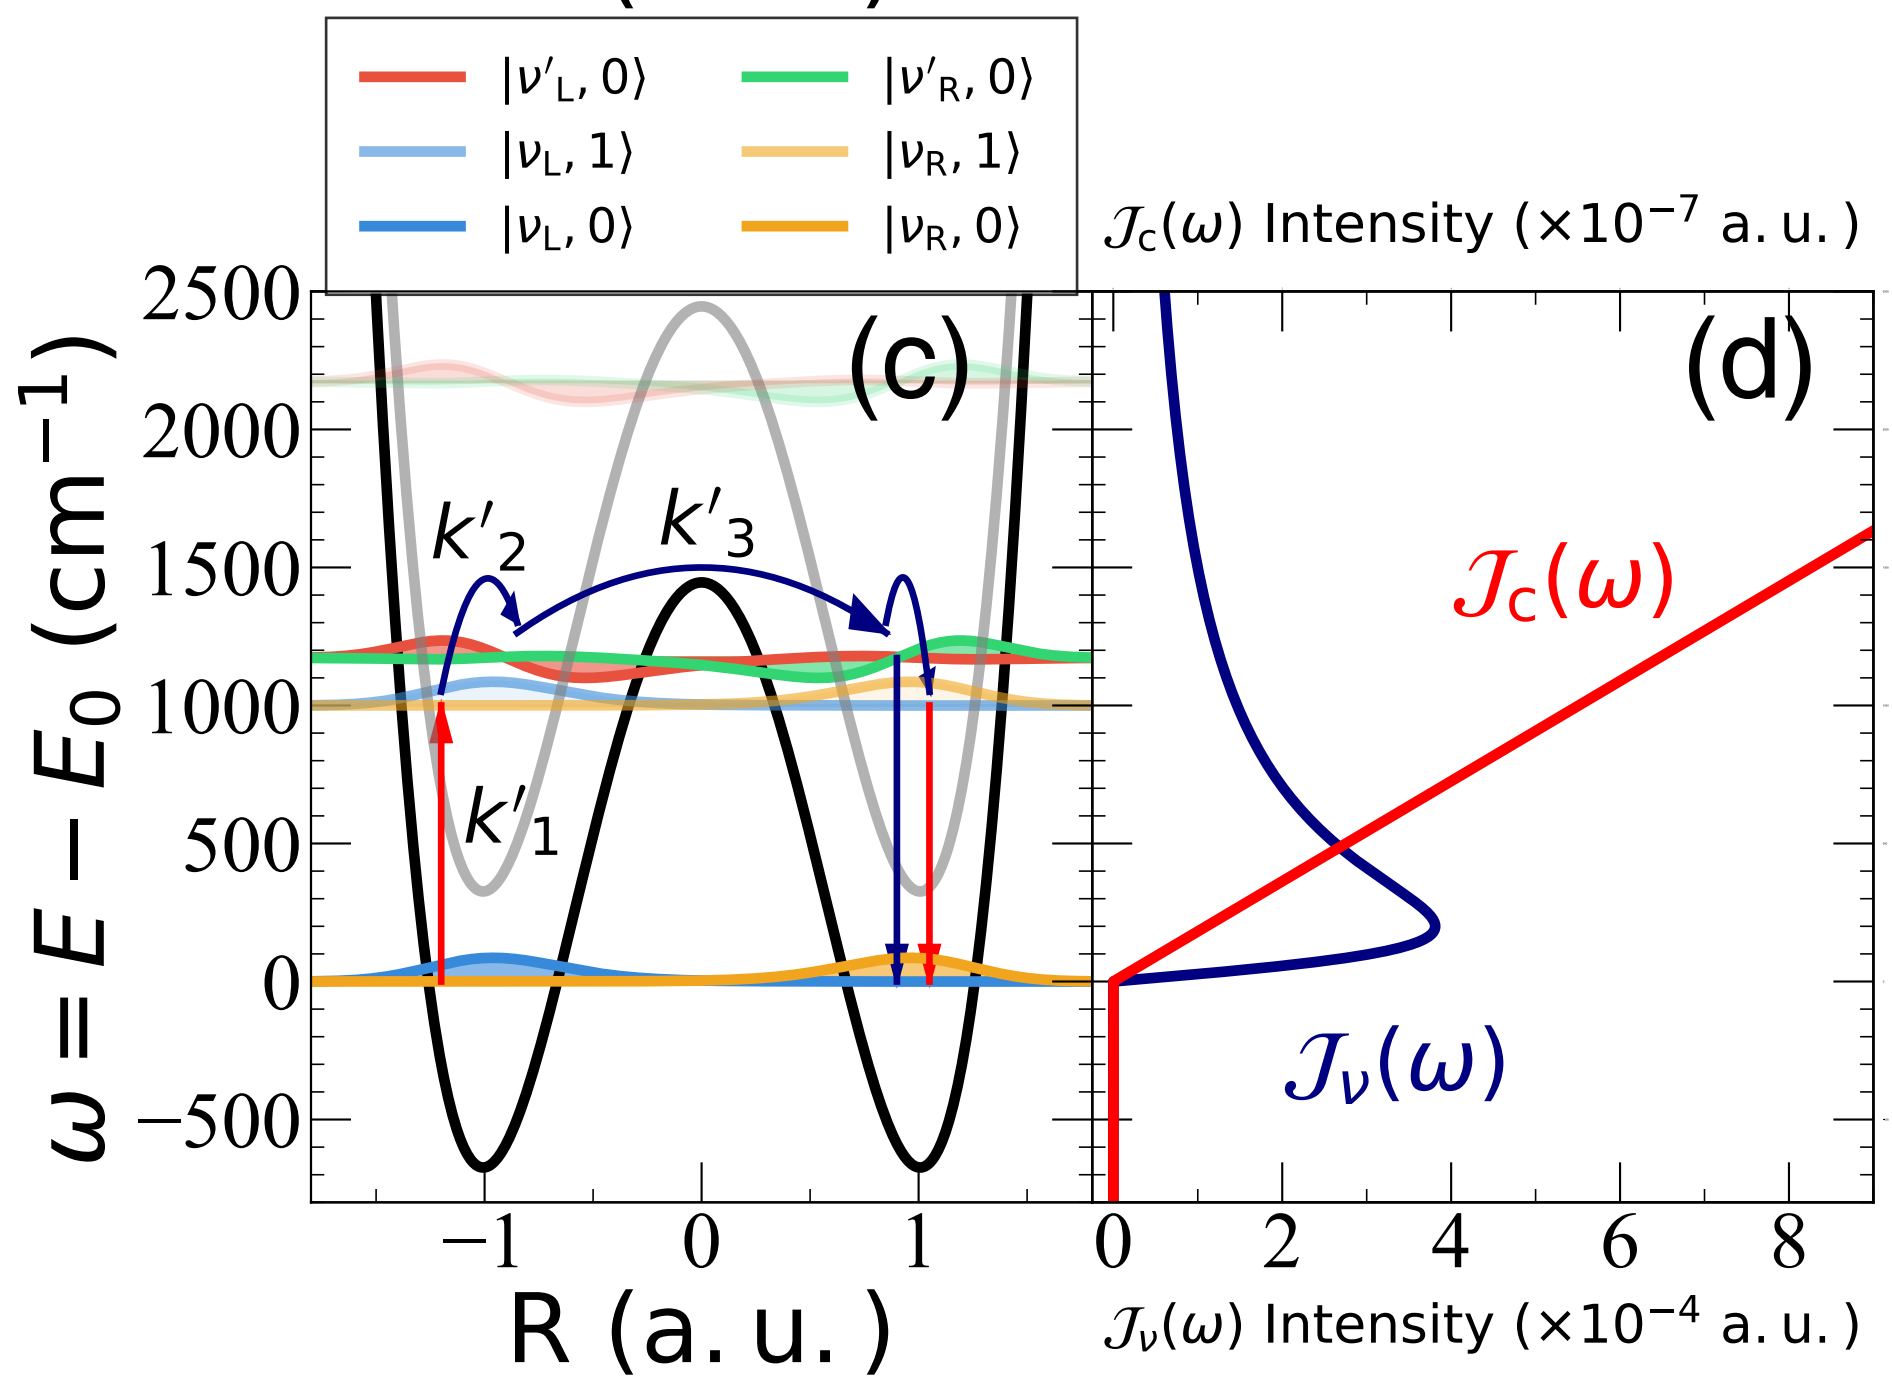 |ν′L, 0⟩ |ν′R, 0⟩
|νL, 1⟩ |νR, 1⟩
|νL, 0⟩ |νR, 0⟩
𝒥c(ω) Intensity (×10⁻⁷ a.u.)
2500
2000
1500
1000
500
0
−500
ω = E − E₀ (cm⁻¹)
(c)
k′₂
k′₃
k′₁
−1 0 1
R (a.u.)
(d)
𝒥c(ω)
𝒥ν(ω)
0 2 4 6 8
𝒥ν(ω) Intensity (×10⁻⁴ a.u.)